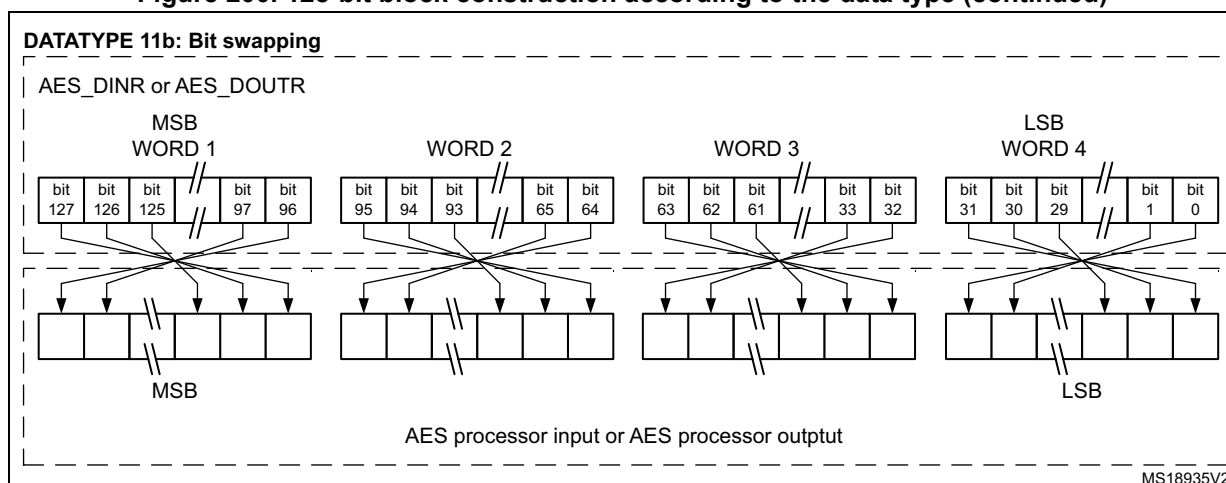 Figure 200. 128-bit block construction according to the data type (continued)
DATATYPE 11b: Bit swapping
AES_DINR or AES_DOUTR
MSB
WORD 1
WORD 2
WORD 3
LSB
WORD 4
bit 127 bit 126 bit 125 // bit 97 bit 96
bit 95 bit 94 bit 93 // bit 65 bit 64
bit 63 bit 62 bit 61 // bit 33 bit 32
bit 31 bit 30 bit 29 // bit 1 bit 0
MSB
LSB
AES processor input or AES processor outptut
MS18935V2